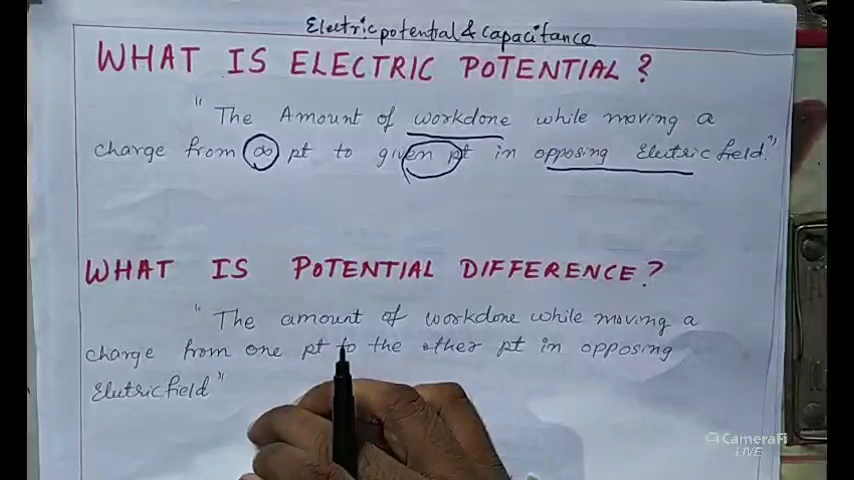 Electric potential & capacitance
WHAT IS ELECTRIC POTENTIAL ?
" The Amount of workdone while moving a
charge from ∞ pt to given pt in opposing Electric field."
WHAT IS POTENTIAL DIFFERENCE ?
" The amount of workdone while moving a
charge from one pt to the other pt in opposing
Electric field "
CameraFi
LIVE